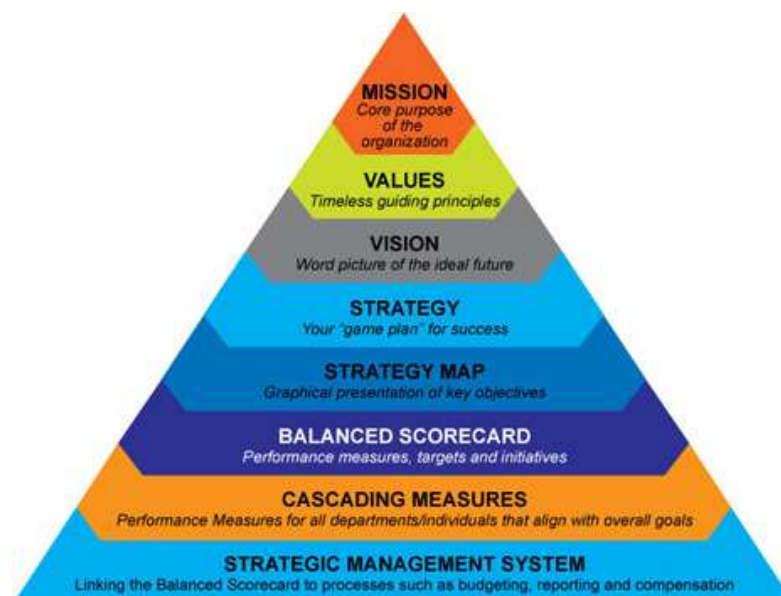 MISSION
Core purpose
of the
organization
VALUES
Timeless guiding principles
VISION
Word picture of the ideal future
STRATEGY
Your “game plan” for success
STRATEGY MAP
Graphical presentation of key objectives
BALANCED SCORECARD
Performance measures, targets and initiatives
CASCADING MEASURES
Performance Measures for all departments/individuals that align with overall goals
STRATEGIC MANAGEMENT SYSTEM
Linking the Balanced Scorecard to processes such as budgeting, reporting and compensation